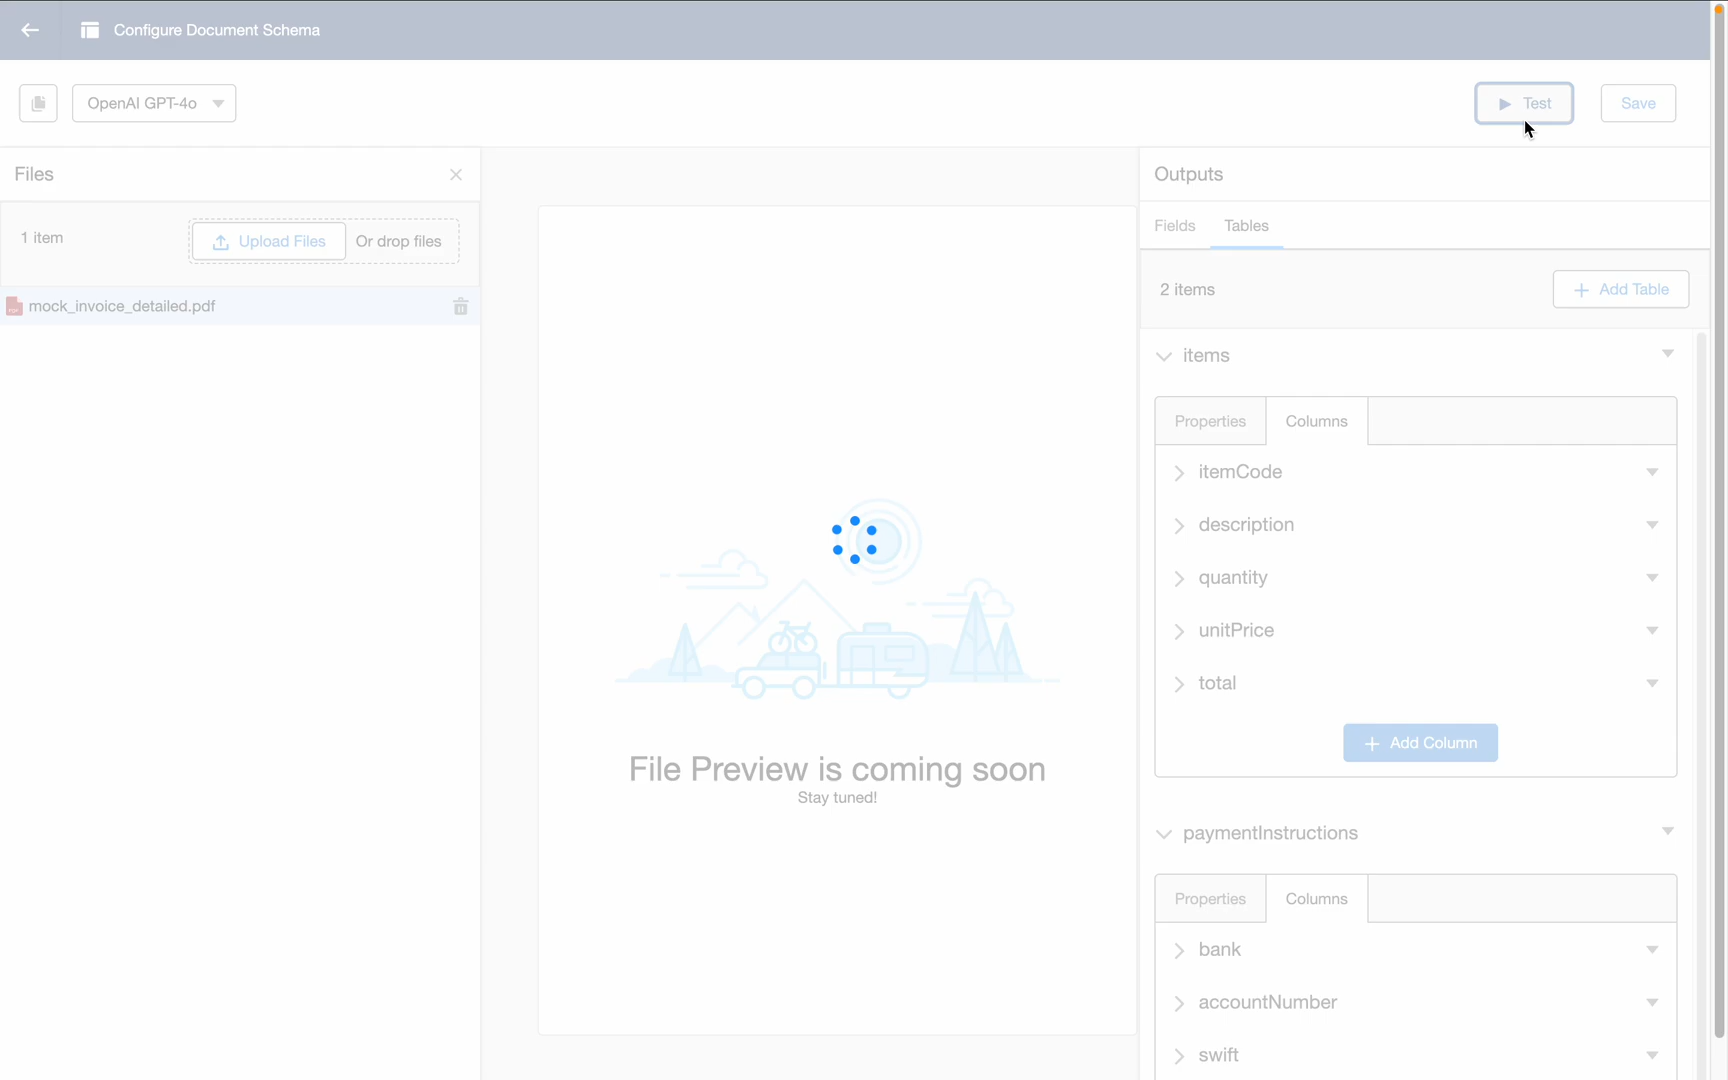 Configure Document Schema
OpenAI GPT-4o
Test
Save
Files
1 item
Upload Files
Or drop files
mock_invoice_detailed.pdf
File Preview is coming soon
Stay tuned!
Outputs
Fields
Tables
2 items
Add Table
items
Properties
Columns
itemCode
description
quantity
unitPrice
total
Add Column
paymentInstructions
Properties
Columns
bank
accountNumber
swift